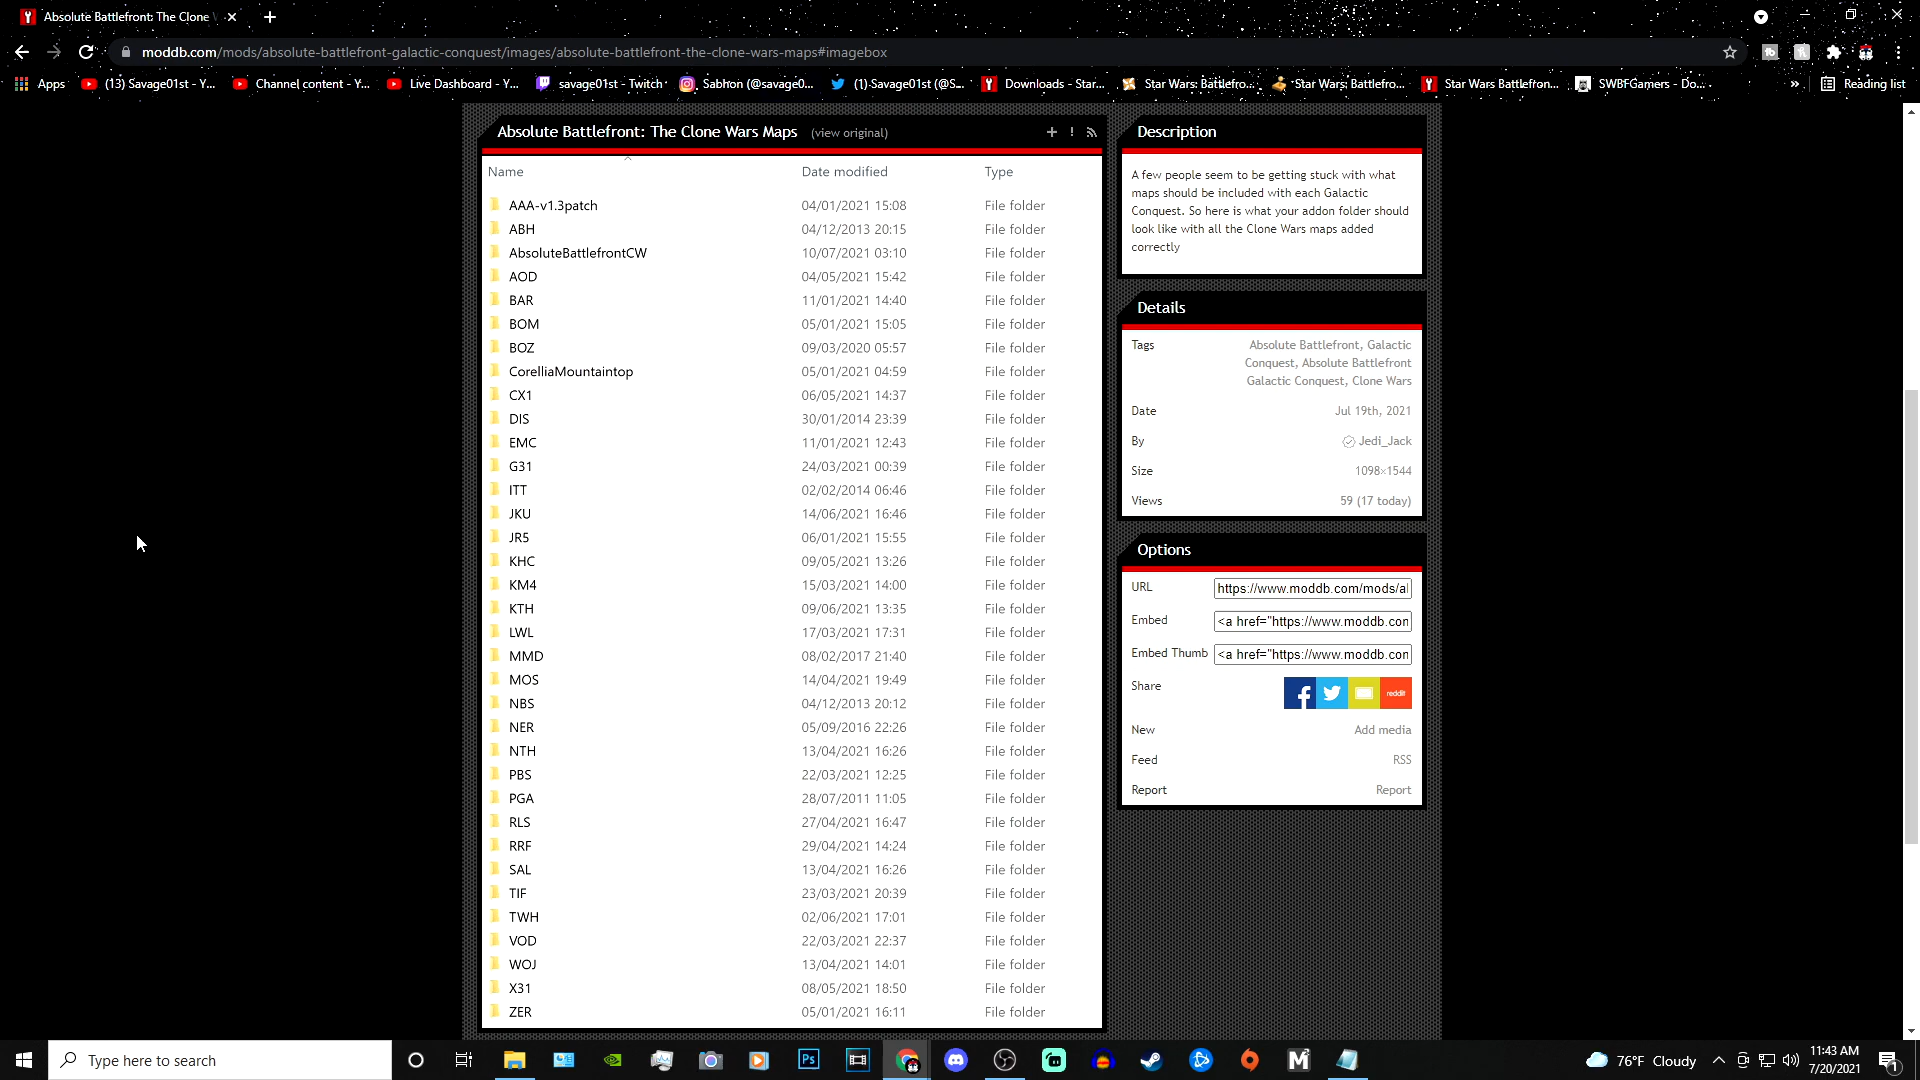 Absolute Battlefront: The Clone
moddb.com/mods/absolute-battlefront-galactic-conquest/images/absolute-battlefront-the-clone-wars-maps#imagebox
Apps (13) Savage01st - Y... Channel content - Y... Live Dashboard - Y... savage01st - Twitch Sabhon (@savage0... (1) Savage01st (@S... Downloads - Star... Star Wars: Battlefro... Star Wars: Battlefro... Star Wars Battlefron... SWBFGamers - Do... » Reading list
Absolute Battlefront: The Clone Wars Maps (view original)
Name Date modified Type
AAA-v1.3patch 04/01/2021 15:08 File folder
ABH 04/12/2013 20:15 File folder
AbsoluteBattlefrontCW 10/07/2021 03:10 File folder
AOD 04/05/2021 15:42 File folder
BAR 11/01/2021 14:40 File folder
BOM 05/01/2021 15:05 File folder
BOZ 09/03/2020 05:57 File folder
CorelliaMountaintop 05/01/2021 04:59 File folder
CX1 06/05/2021 14:37 File folder
DIS 30/01/2014 23:39 File folder
EMC 11/01/2021 12:43 File folder
G31 24/03/2021 00:39 File folder
ITT 02/02/2014 06:46 File folder
JKU 14/06/2021 16:46 File folder
JR5 06/01/2021 15:55 File folder
KHC 09/05/2021 13:26 File folder
KM4 15/03/2021 14:00 File folder
KTH 09/06/2021 13:35 File folder
LWL 17/03/2021 17:31 File folder
MMD 08/02/2017 21:40 File folder
MOS 14/04/2021 19:49 File folder
NBS 04/12/2013 20:12 File folder
NER 05/09/2016 22:26 File folder
NTH 13/04/2021 16:26 File folder
PBS 22/03/2021 12:25 File folder
PGA 28/07/2011 11:05 File folder
RLS 27/04/2021 16:47 File folder
RRF 29/04/2021 14:24 File folder
SAL 13/04/2021 16:26 File folder
TIF 23/03/2021 20:39 File folder
TWH 02/06/2021 17:01 File folder
VOD 22/03/2021 22:37 File folder
WOJ 13/04/2021 14:01 File folder
X31 08/05/2021 18:50 File folder
ZER 05/01/2021 16:11 File folder
Description
A few people seem to be getting stuck with what
maps should be included with each Galactic
Conquest. So here is what your addon folder should
look like with all the Clone Wars maps added
correctly
Details
Tags Absolute Battlefront, Galactic
Conquest, Absolute Battlefront
Galactic Conquest, Clone Wars
Date Jul 19th, 2021
By Jedi_Jack
Size 1098×1544
Views 59 (17 today)
Options
URL https://www.moddb.com/mods/a
Embed <a href="https://www.moddb.con
Embed Thumb <a href="https://www.moddb.con
Share reddit
New Add media
Feed RSS
Report Report
Type here to search
Ps
76°F Cloudy
11:43 AM
7/20/2021
1